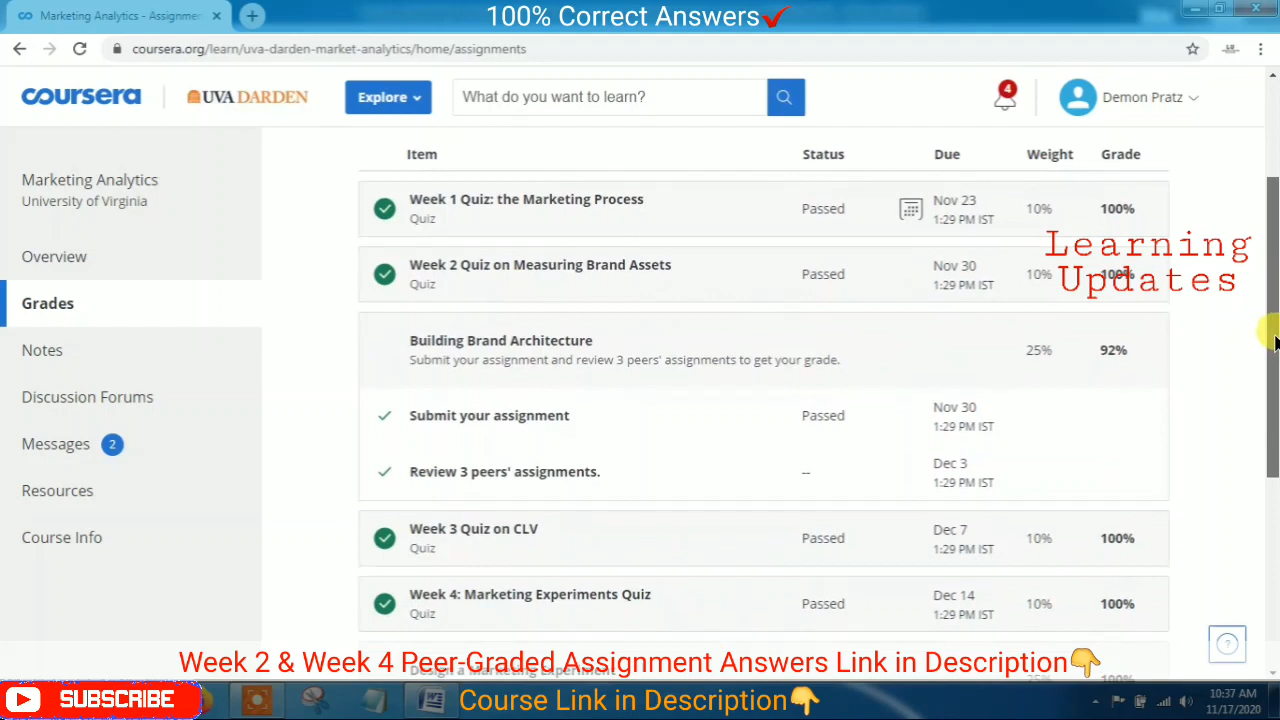 Marketing Analytics - Assignme
100% Correct Answers
coursera.org/learn/uva-darden-market-analytics/home/assignments
coursera
UVA DARDEN
Explore
What do you want to learn?
4
Demon Pratz
Marketing Analytics
University of Virginia
Overview
Grades
Notes
Discussion Forums
Messages 2
Resources
Course Info
Item Status Due Weight Grade
Week 1 Quiz: the Marketing Process
Quiz
Passed
Nov 23
1:29 PM IST
10%
100%
Learning
Updates
Week 2 Quiz on Measuring Brand Assets
Quiz
Passed
Nov 30
1:29 PM IST
10%
100%
Building Brand Architecture
Submit your assignment and review 3 peers' assignments to get your grade.
25%
92%
Submit your assignment
Passed
Nov 30
1:29 PM IST
Review 3 peers' assignments.
--
Dec 3
1:29 PM IST
Week 3 Quiz on CLV
Quiz
Passed
Dec 7
1:29 PM IST
10%
100%
Week 4: Marketing Experiments Quiz
Quiz
Passed
Dec 14
1:29 PM IST
10%
100%
Design a Marketing Experiment
25%
100%
Week 2 & Week 4 Peer-Graded Assignment Answers Link in Description👇
SUBSCRIBE
Course Link in Description👇
10:37 AM
11/17/2020